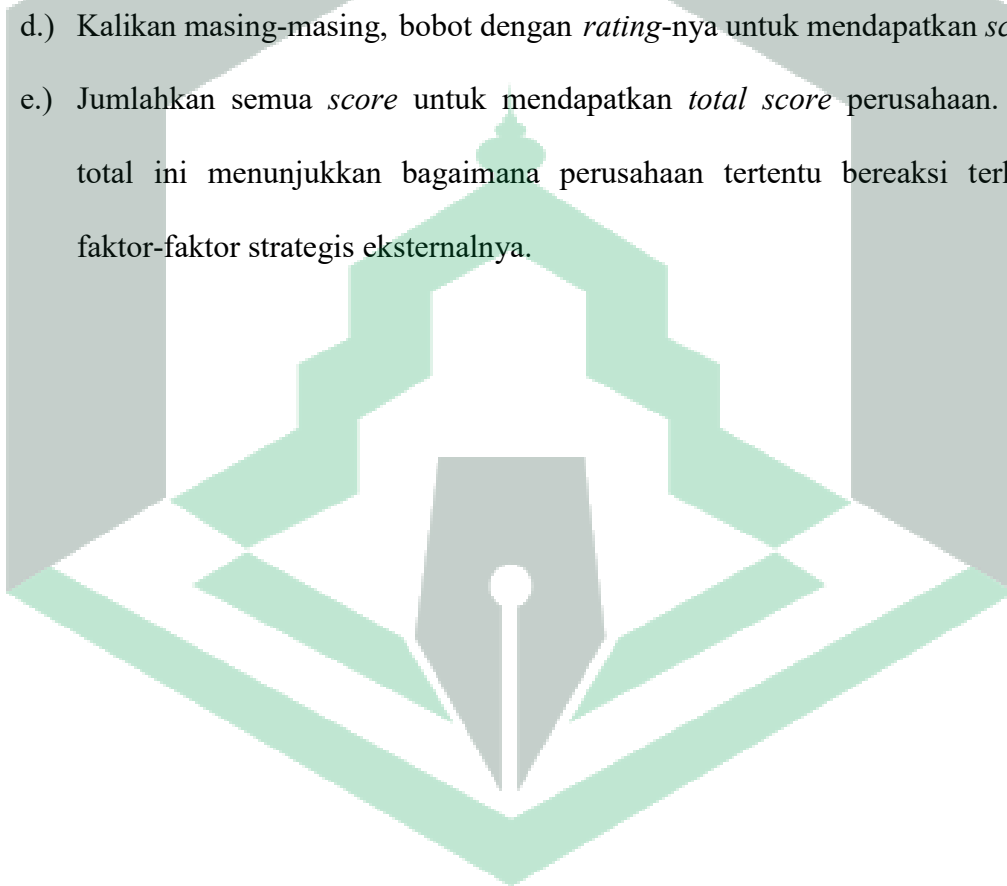 d.) Kalikan masing-masing, bobot dengan rating-nya untuk mendapatkan
e.) Jumlahkan semua score untuk mendapatkan total score perusahaan.
total ini menunjukkan bagaimana perusahaan tertentu bereaksi
faktor-faktor strategis eksternalnya.